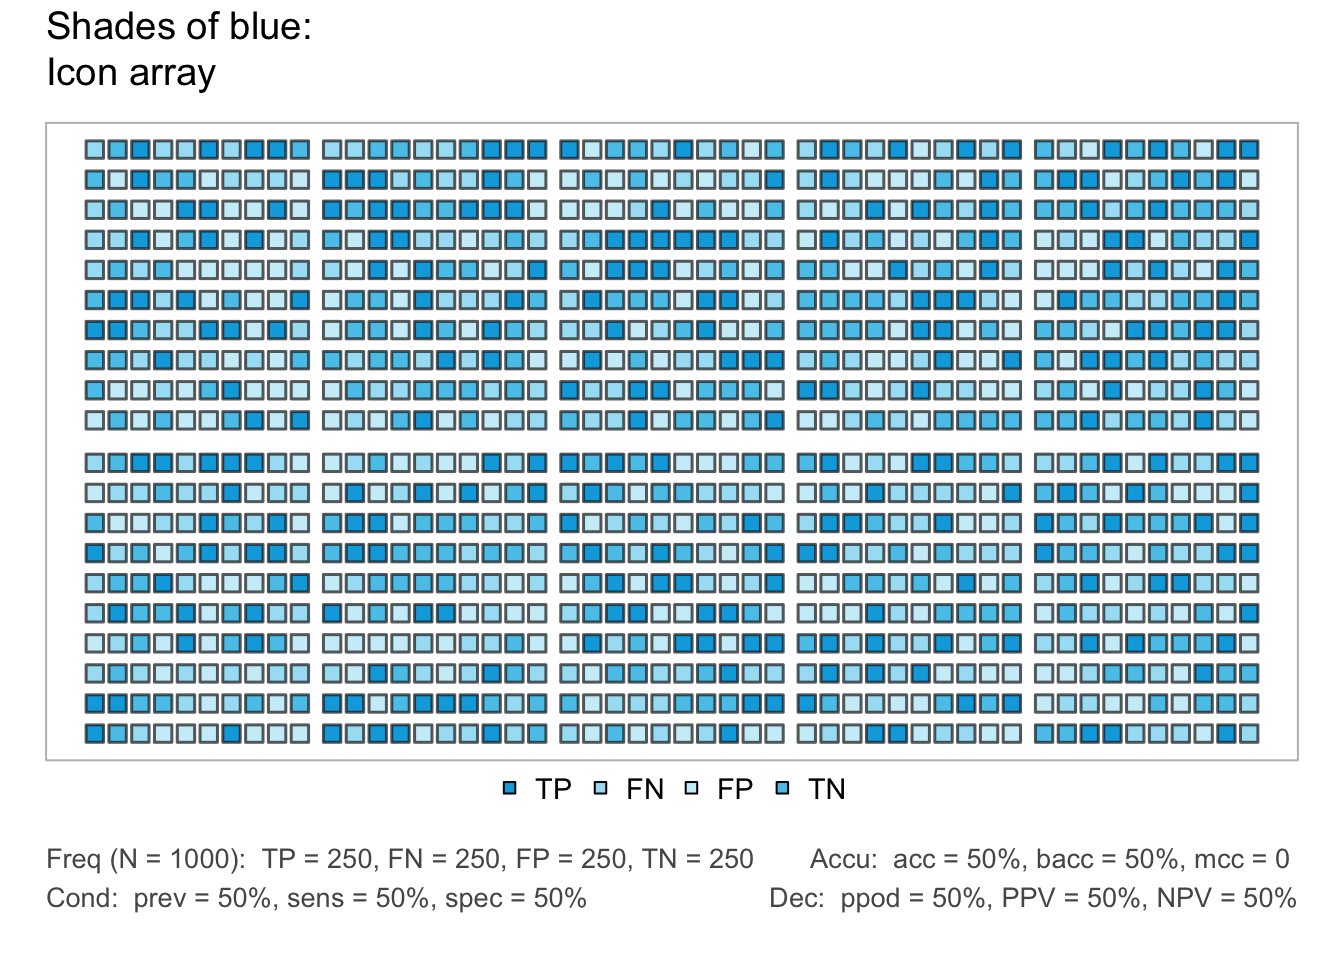 Shades of blue:
Icon array
TP FN FP TN
Freq (N = 1000):  TP = 250, FN = 250, FP = 250, TN = 250 Accu:  acc = 50%, bacc = 50%, mcc = 0
Cond:  prev = 50%, sens = 50%, spec = 50% Dec:  ppod = 50%, PPV = 50%, NPV = 50%